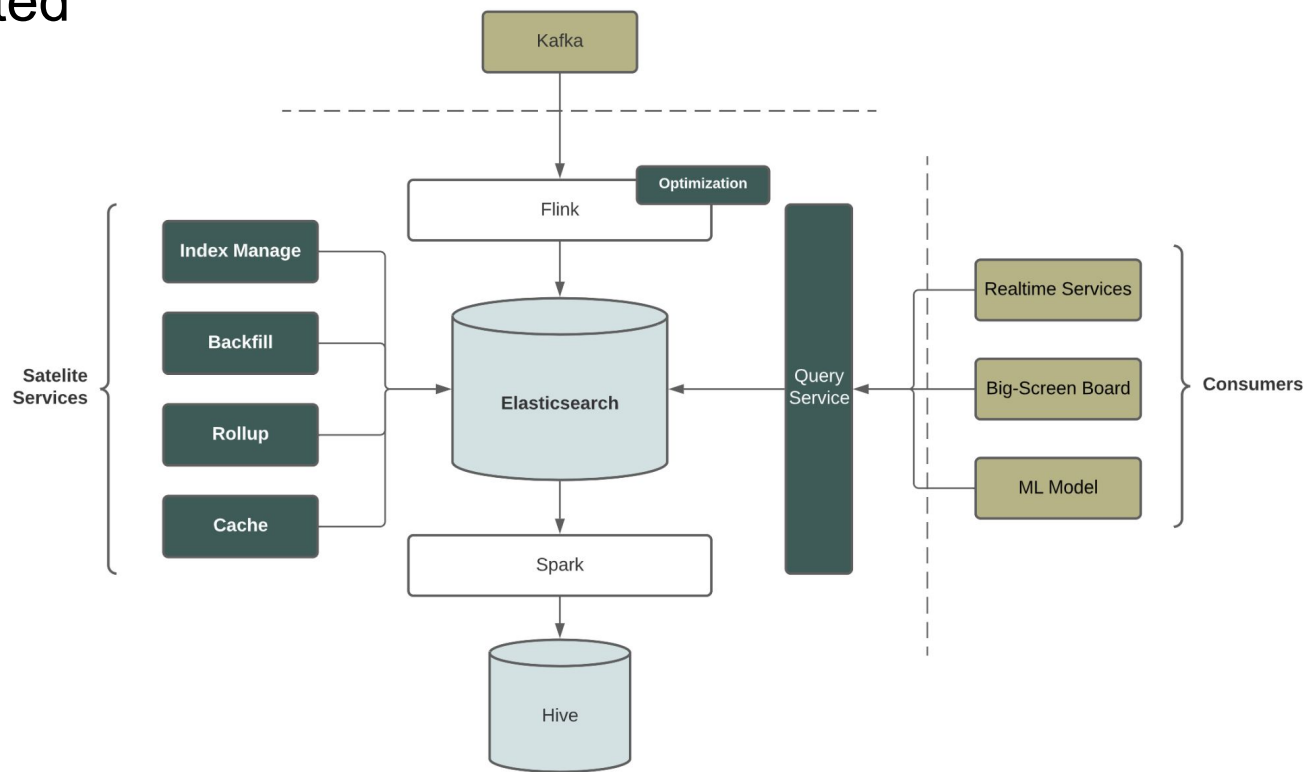 ted
Kafka
Optimization
Flink
Index Manage
Backfill
Rollup
Cache
Satelite
Services
Elasticsearch
Query
Service
Realtime Services
Big-Screen Board
ML Model
Consumers
Spark
Hive